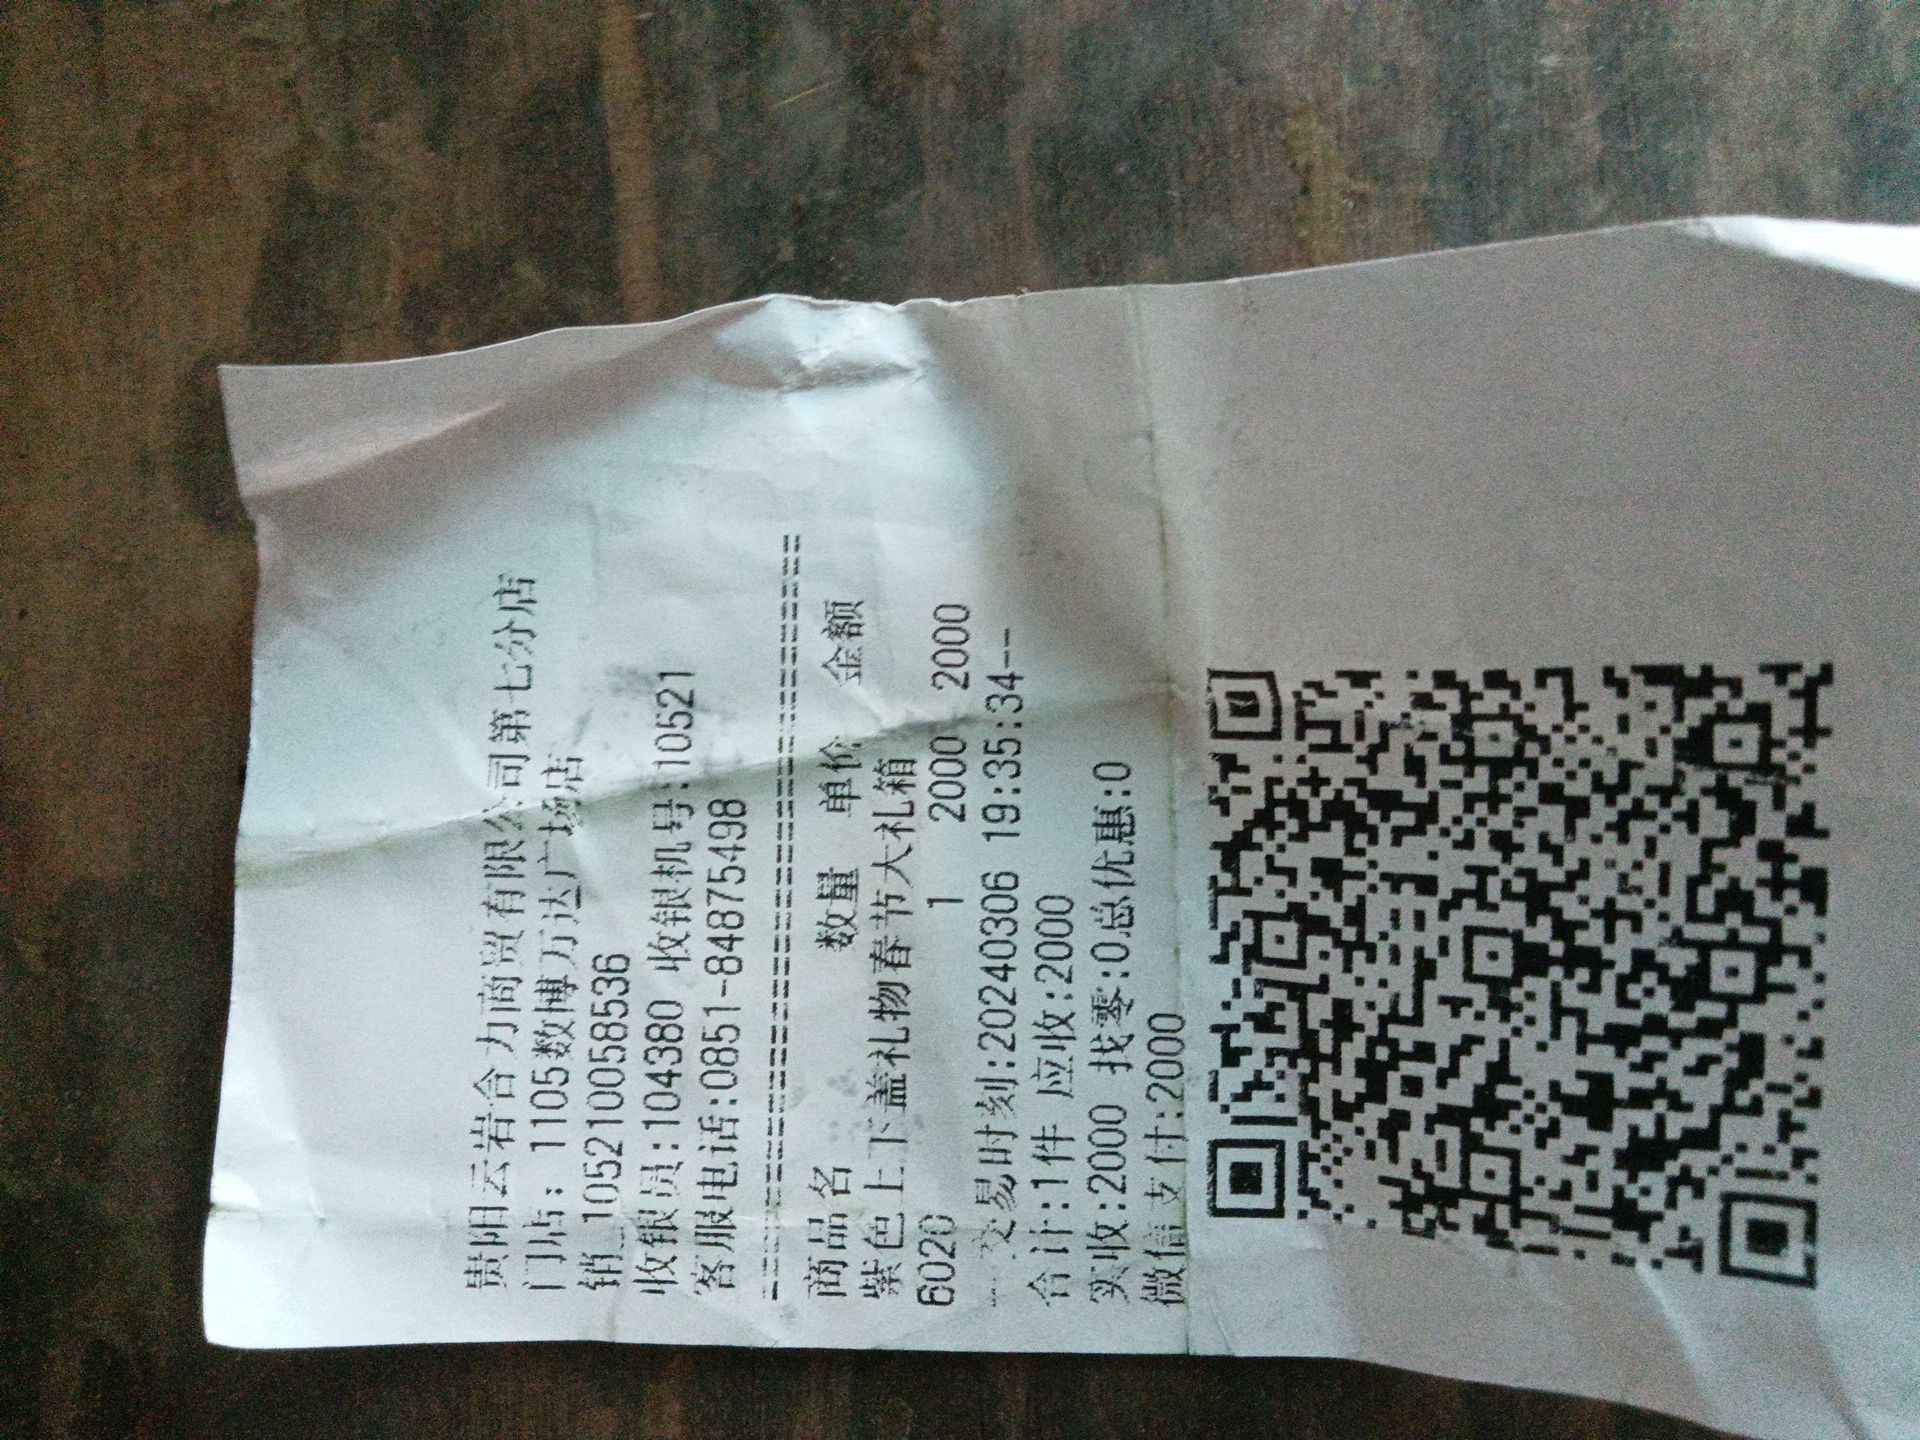 贵阳云岩合力商贸有限公司第七分店
门店: 1105数博万达广场店
销 105210058536
收银员:104380 收银机号:10521
客服电话:0851-84875498
商品名 数量 单价 金额
紫色上下盖礼物春节大礼箱
6020 1 2000 2000
交易时刻:20240306 19:35:34--
合计:1件 应收:2000
实收:2000 找零:0总优惠:0
微信支付:2000